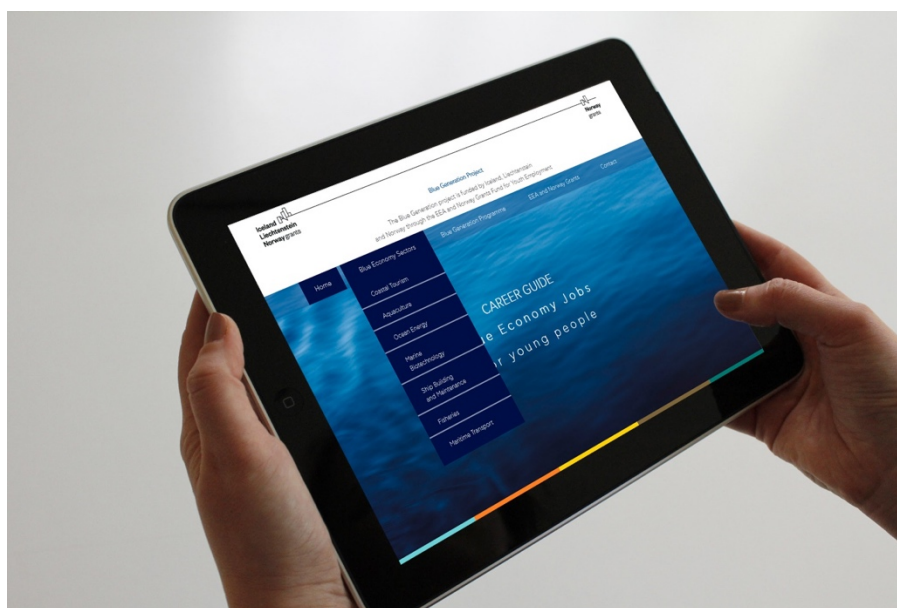 Iceland
Liechtenstein
Norway grants
Norway
grants
Blue Generation Project
The Blue Generation project is funded by Iceland, Liechtenstein
and Norway through the EEA and Norway Grants Fund for Youth Employment
Home
Blue Economy Sectors
Blue Generation Programme
EEA and Norway Grants
Contact
Coastal Tourism
Aquaculture
Ocean Energy
Marine
Biotechnology
Ship Building
and Maintenance
Fisheries
Maritime Transport
CAREER GUIDE
e Economy Jobs
r young people